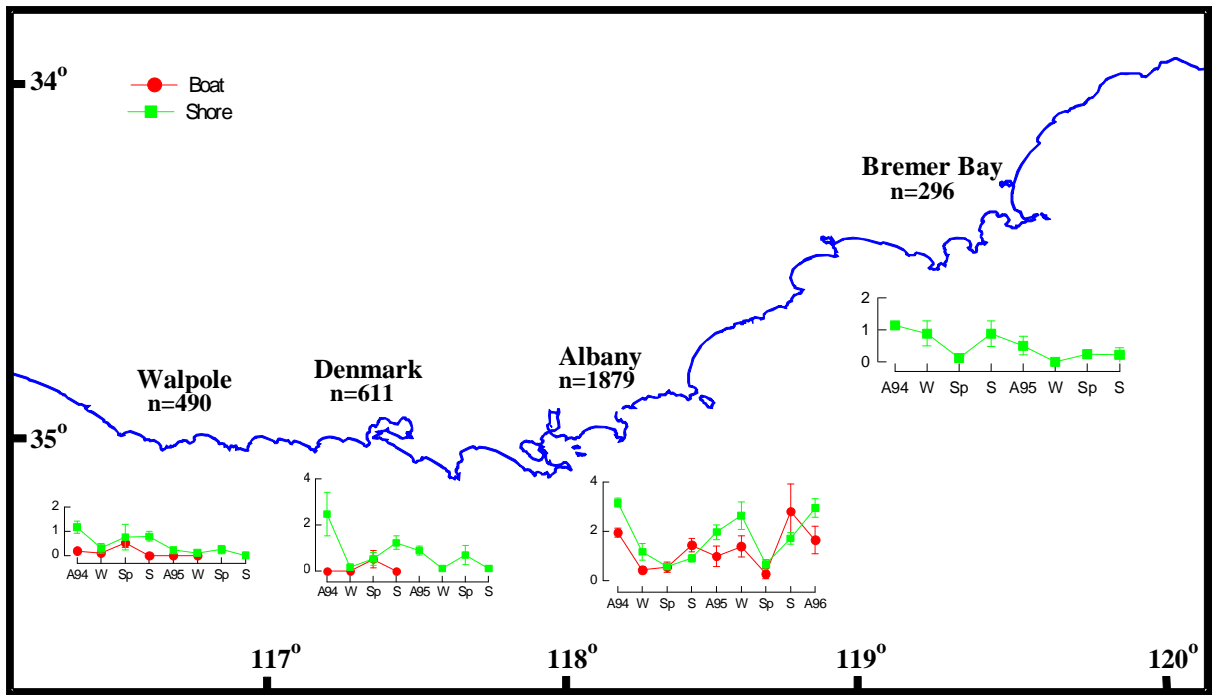 34°
Boat
Shore
Bremer Bay
n=296
2
1
0
A94 W Sp S A95 W Sp S
Walpole
n=490
Denmark
n=611
Albany
n=1879
35°
2
1
0
A94 W Sp S A95 W Sp S
4
2
0
A94 W Sp S A95 W Sp S
4
2
0
A94 W Sp S A95 W Sp S A96
117° 118° 119° 120°